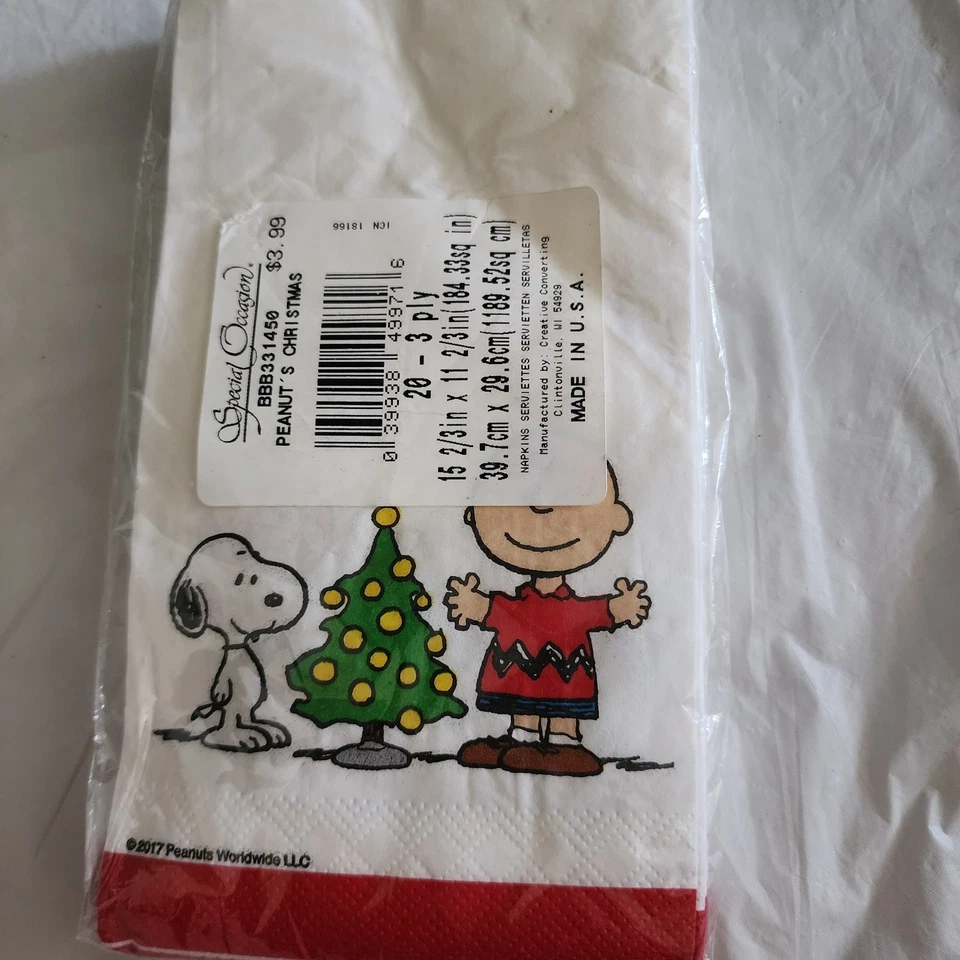 Special Occasion®
BBB331450 $3.99
PEANUT'S CHRISTMAS
ICN 18166
0 39938 49971 6
20 - 3 ply
15 2/3in x 11 2/3in(184.33sq in)
39.7cm x 29.6cm(1189.52sq cm)
NAPKINS SERVIETTES SERVIETTEN SERVILLETAS
Manufactured by: Creative Converting
Clintonville, WI 54929
MADE IN U.S.A.
©2017 Peanuts Worldwide LLC